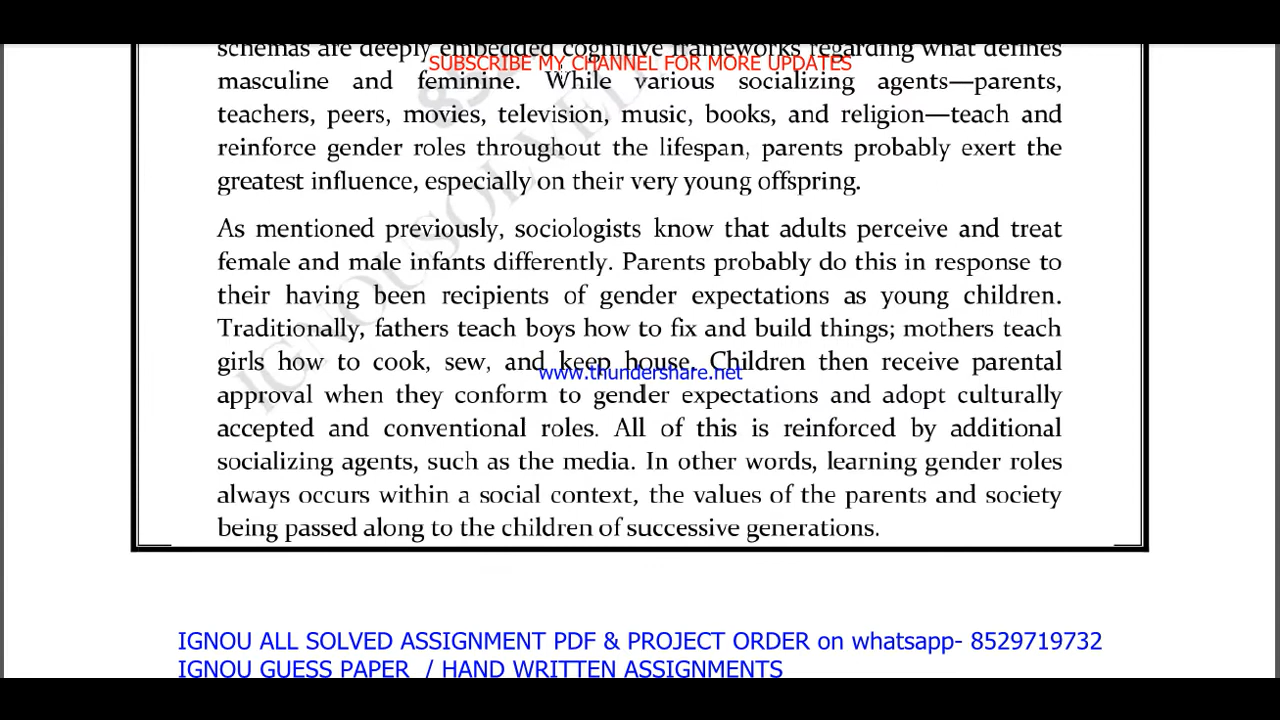 schemas are deeply embedded cognitive frameworks regarding what defines
SUBSCRIBE MY CHANNEL FOR MORE UPDATES
masculine and feminine. While various socializing agents—parents,
teachers, peers, movies, television, music, books, and religion—teach and
reinforce gender roles throughout the lifespan, parents probably exert the
greatest influence, especially on their very young offspring.
As mentioned previously, sociologists know that adults perceive and treat
female and male infants differently. Parents probably do this in response to
their having been recipients of gender expectations as young children.
Traditionally, fathers teach boys how to fix and build things; mothers teach
girls how to cook, sew, and keep house. Children then receive parental
www.thundershare.net
approval when they conform to gender expectations and adopt culturally
accepted and conventional roles. All of this is reinforced by additional
socializing agents, such as the media. In other words, learning gender roles
always occurs within a social context, the values of the parents and society
being passed along to the children of successive generations.
IGNOUSOLVED
IGNOU ALL SOLVED ASSIGNMENT PDF & PROJECT ORDER on whatsapp- 8529719732
IGNOU GUESS PAPER / HAND WRITTEN ASSIGNMENTS